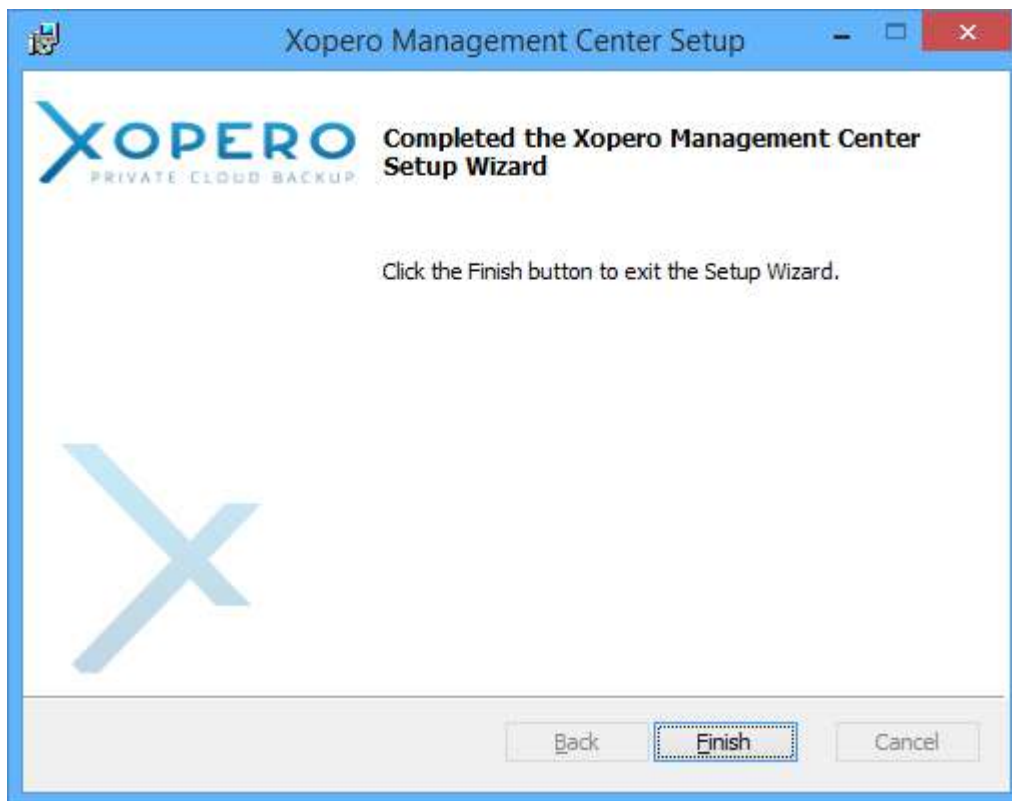 Xopero Management Center Setup
XOPERO
PRIVATE CLOUD BACKUP
Completed the Xopero Management Center
Setup Wizard
Click the Finish button to exit the Setup Wizard.
Back
Finish
Cancel